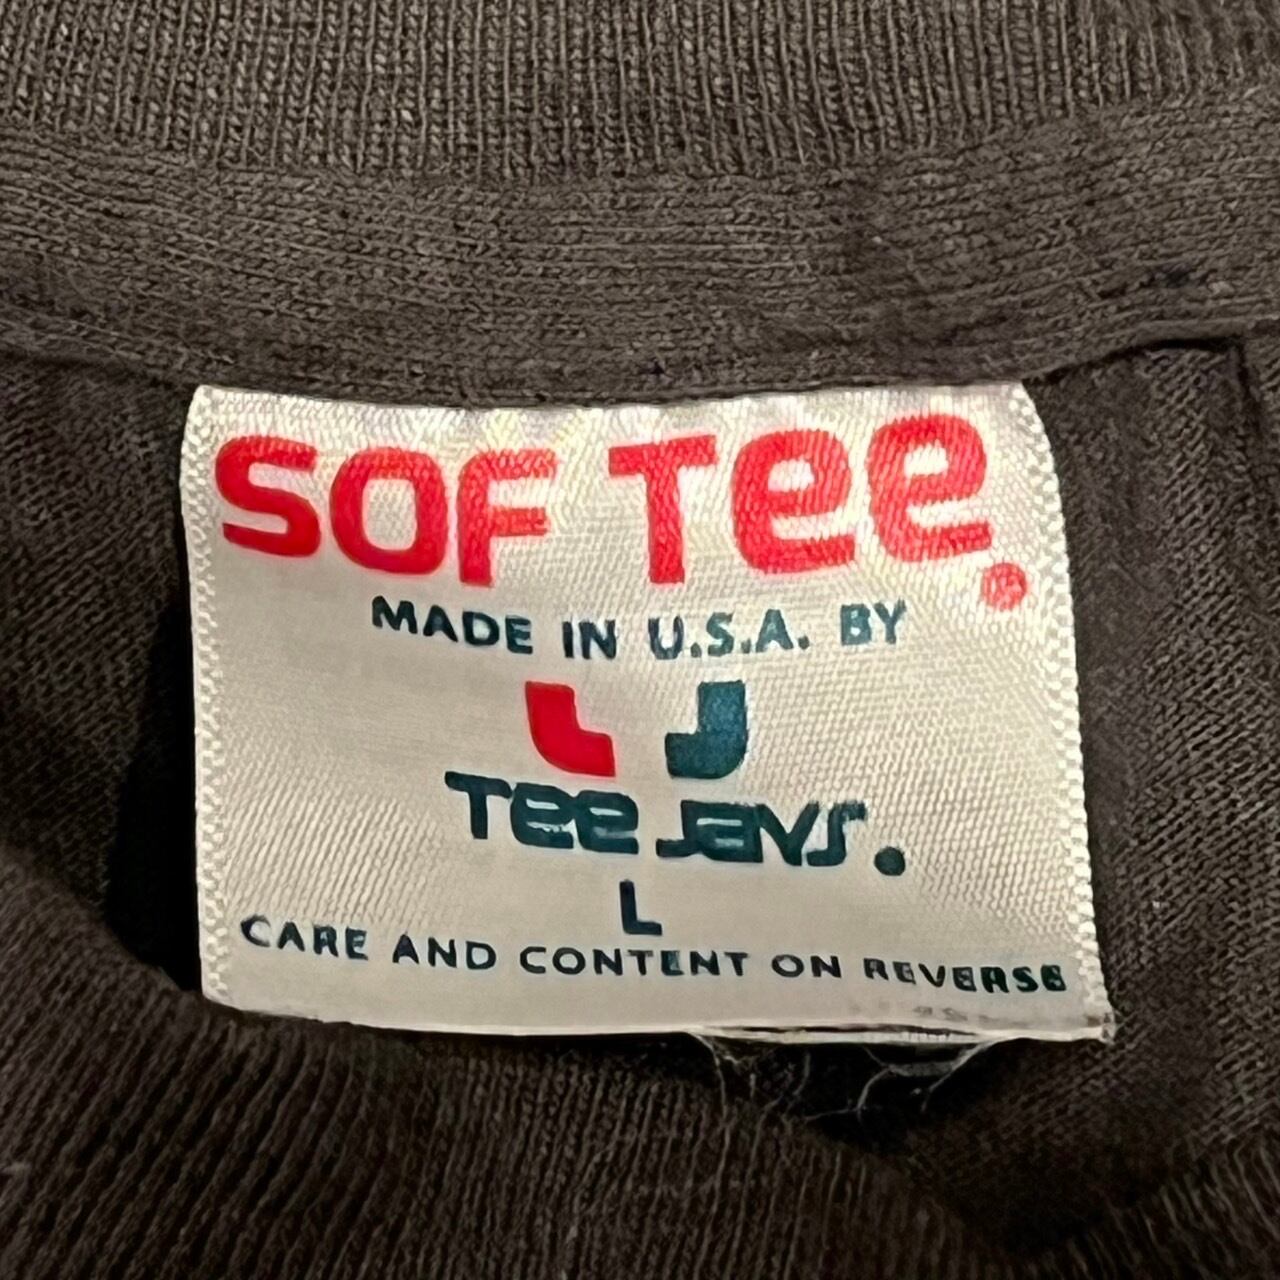 SOF TEE®
MADE IN U.S.A. BY
TEE JAYS.
L
CARE AND CONTENT ON REVERSE